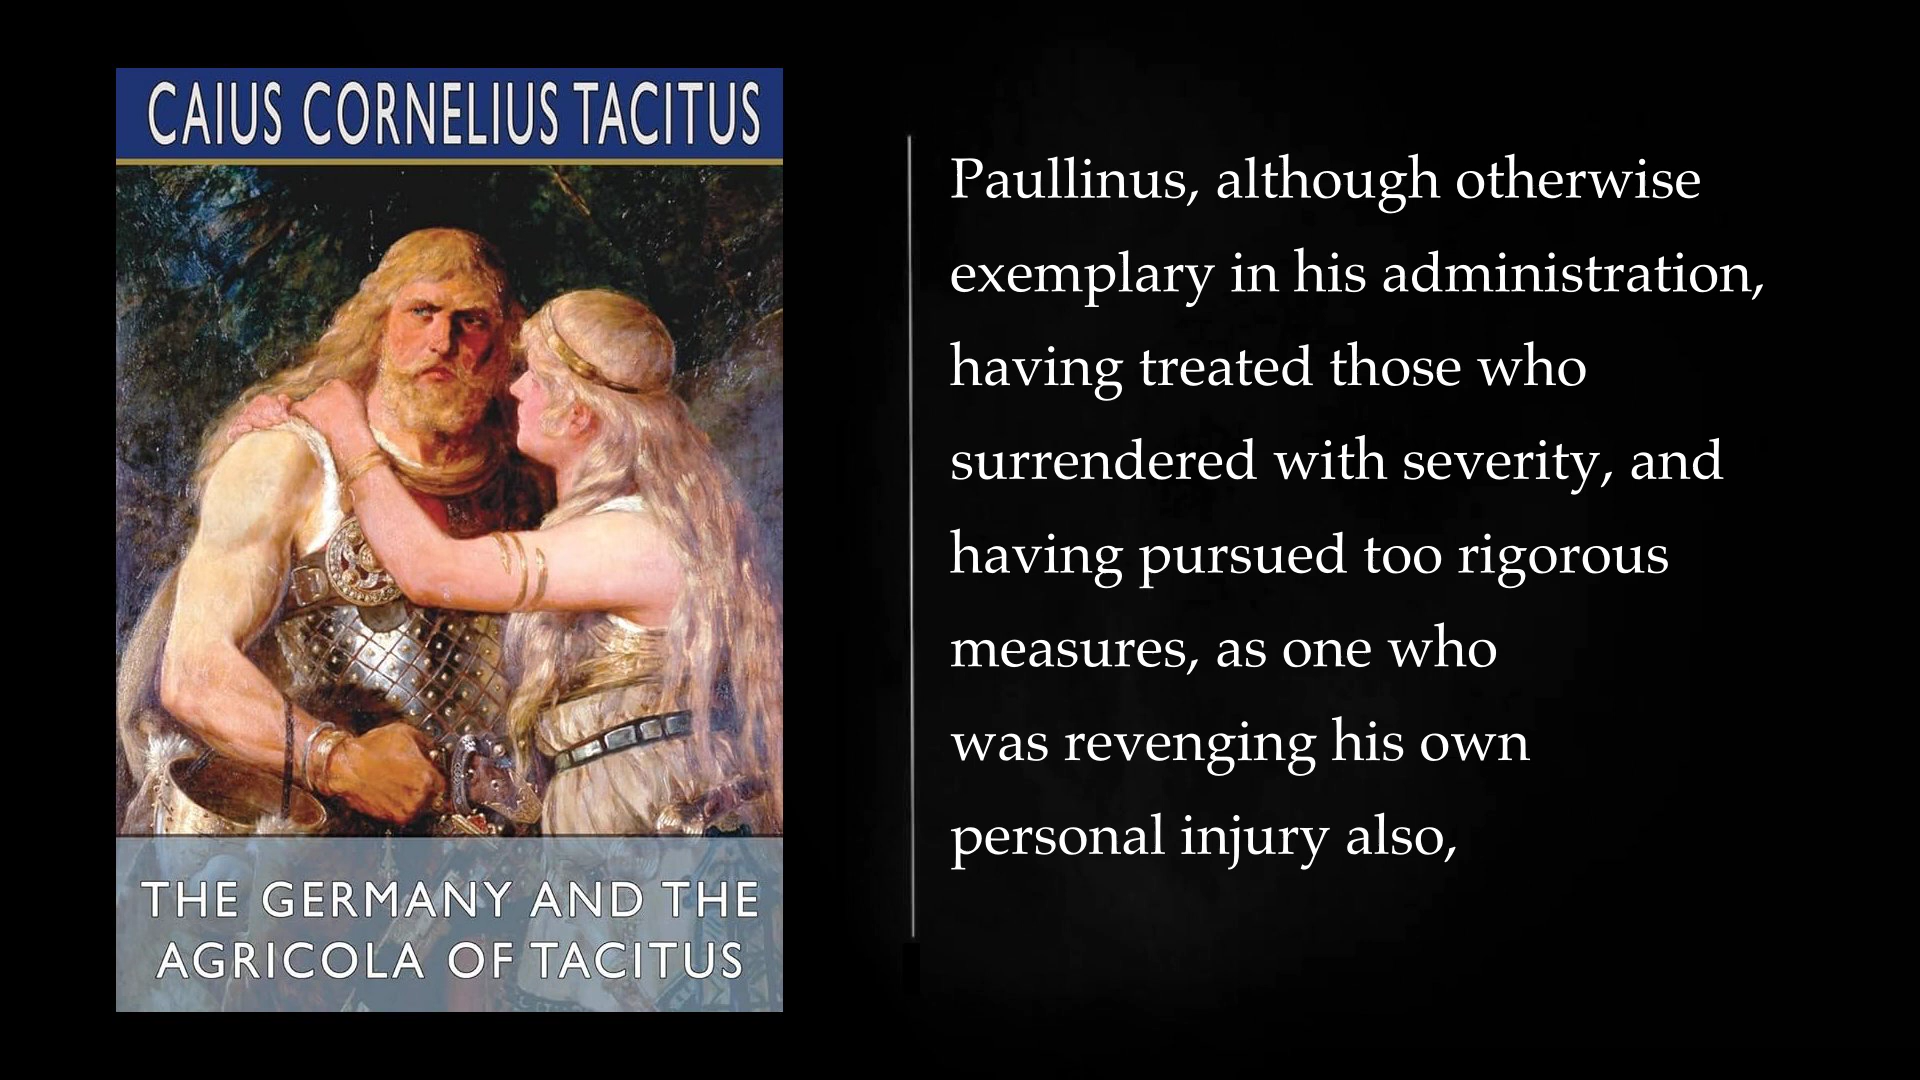 CAIUS CORNELIUS TACITUS
THE GERMANY AND THE
AGRICOLA OF TACITUS
Paullinus, although otherwise
exemplary in his administration,
having treated those who
surrendered with severity, and
having pursued too rigorous
measures, as one who
was revenging his own
personal injury also,